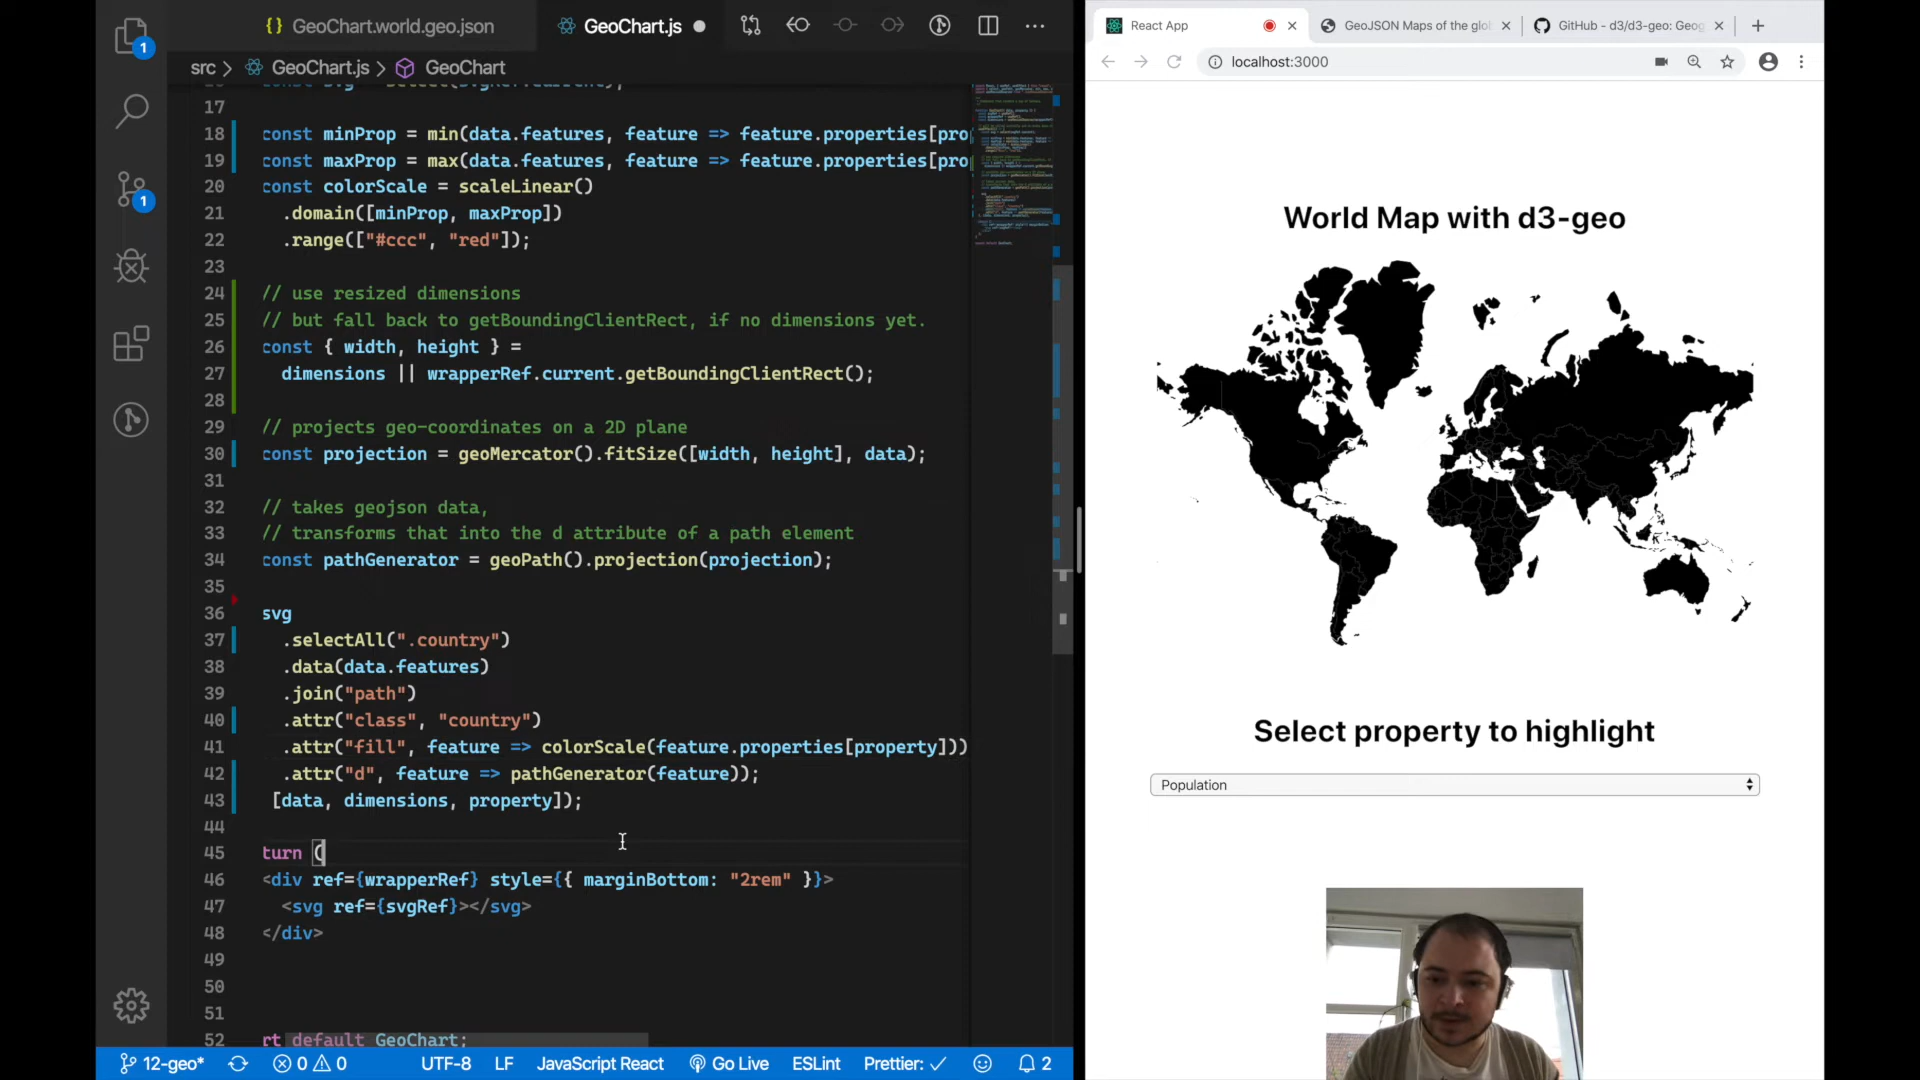 {} GeoChart.world.geo.json
GeoChart.js
src > GeoChart.js > GeoChart
17
18 const minProp = min(data.features, feature => feature.properties[pro
19 const maxProp = max(data.features, feature => feature.properties[pro
20 const colorScale = scaleLinear()
21 .domain([minProp, maxProp])
22 .range(["#ccc", "red"]);
23
24 // use resized dimensions
25 // but fall back to getBoundingClientRect, if no dimensions yet.
26 const { width, height } =
27 dimensions || wrapperRef.current.getBoundingClientRect();
28
29 // projects geo-coordinates on a 2D plane
30 const projection = geoMercator().fitSize([width, height], data);
31
32 // takes geojson data,
33 // transforms that into the d attribute of a path element
34 const pathGenerator = geoPath().projection(projection);
35
36 svg
37 .selectAll(".country")
38 .data(data.features)
39 .join("path")
40 .attr("class", "country")
41 .attr("fill", feature => colorScale(feature.properties[property]))
42 .attr("d", feature => pathGenerator(feature));
43 [data, dimensions, property]);
44
45 turn (
46 <div ref={wrapperRef} style={{ marginBottom: "2rem" }}>
47 <svg ref={svgRef}></svg>
48 </div>
49
50
51
52 rt default GeoChart;
1
1
12-geo* 0 0 UTF-8 LF JavaScript React Go Live ESLint Prettier: ✓ 2
React App
GeoJSON Maps of the glo
GitHub - d3/d3-geo: Geog
localhost:3000
World Map with d3-geo
Select property to highlight
Population